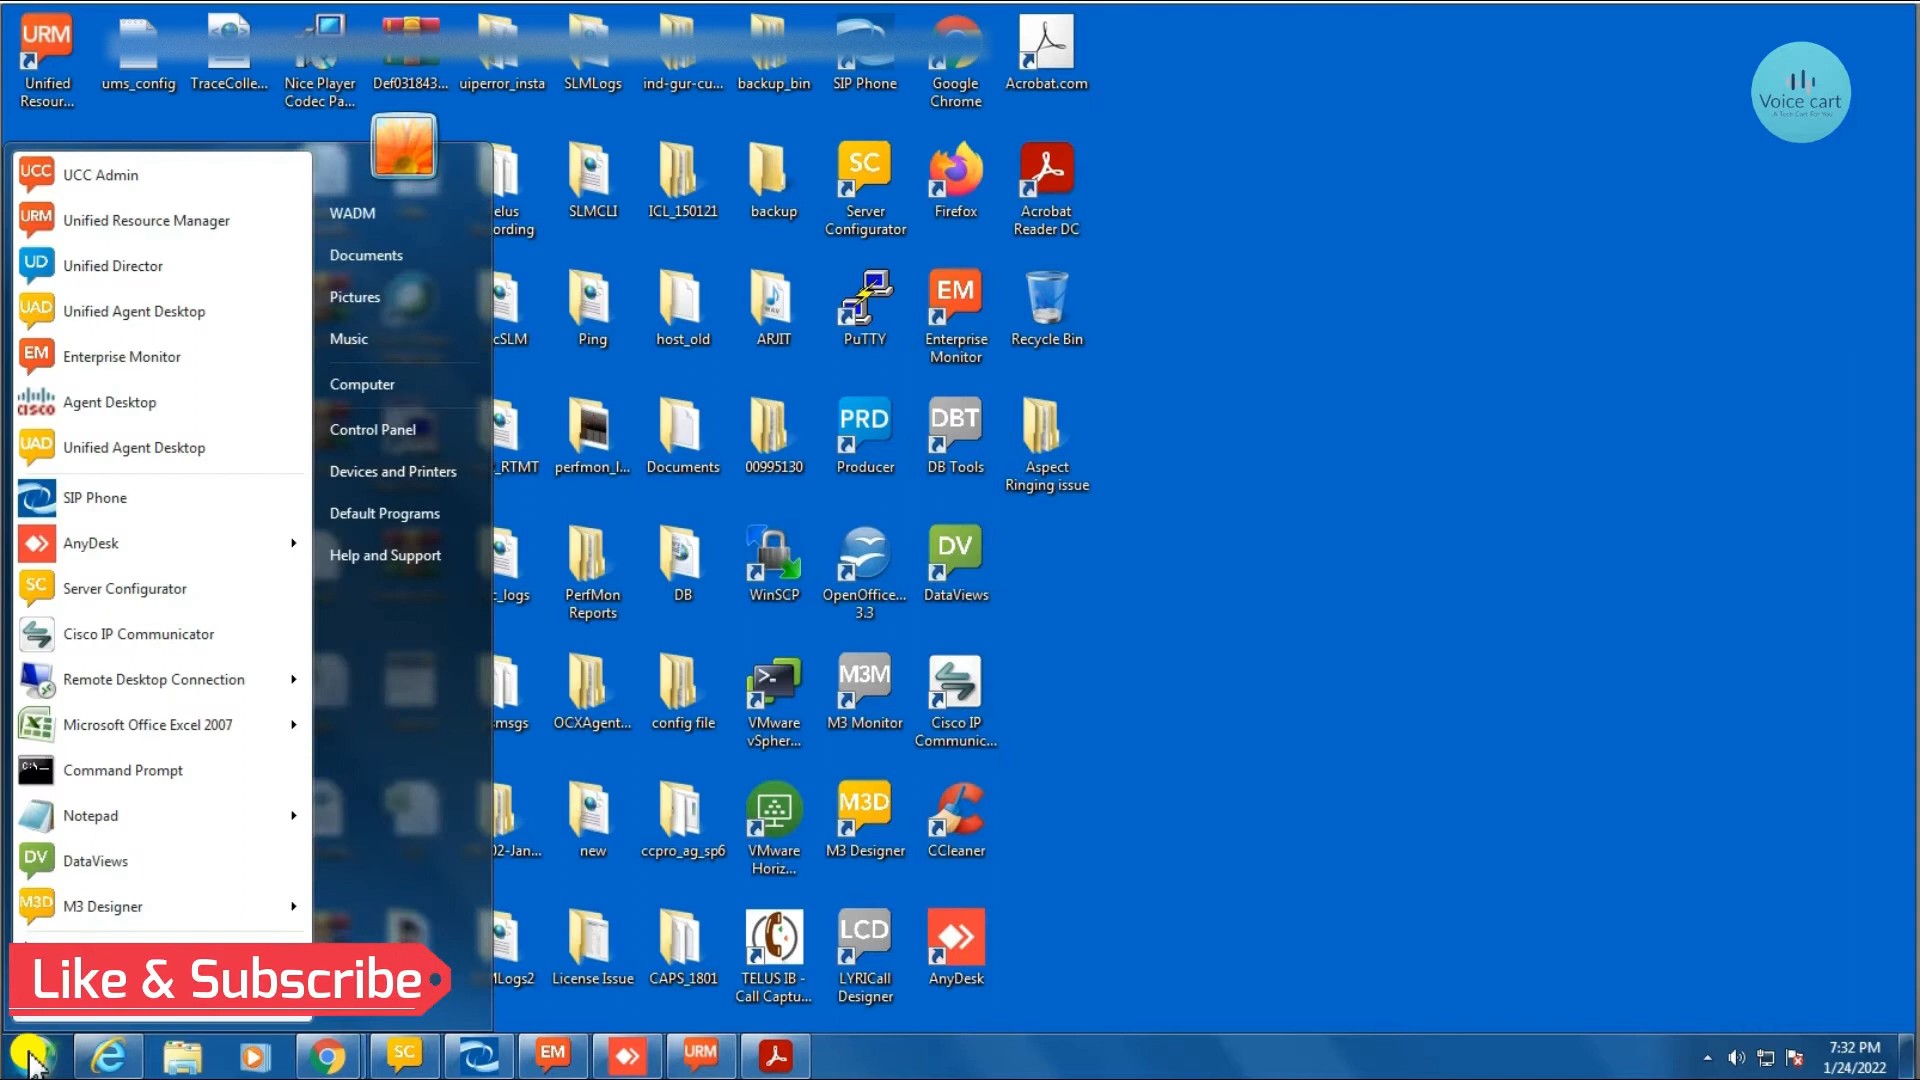 URM
Unified
Resour...
ums_config
TraceColle...
Nice Player
Codec Pa...
Def031843...
uiperror_insta
SLMLogs
ind-gur-cu...
backup_bin
SIP Phone
Google
Chrome
Acrobat.com
Voice cart
A Tech Cart For You
UCC
UCC Admin
URM
Unified Resource Manager
UD
Unified Director
UAD
Unified Agent Desktop
EM
Enterprise Monitor
CISCO
Agent Desktop
UAD
Unified Agent Desktop
SIP Phone
AnyDesk
SC
Server Configurator
Cisco IP Communicator
Remote Desktop Connection
Microsoft Office Excel 2007
Command Prompt
Notepad
DV
DataViews
M3D
M3 Designer
WADM
Documents
Pictures
Music
Computer
Control Panel
Devices and Printers
Default Programs
Help and Support
elus
ording
SLMCLI
ICL_150121
backup
SC
Server
Configurator
Firefox
Acrobat
Reader DC
cSLM
Ping
host_old
WAV
ARJIT
PuTTY
EM
Enterprise
Monitor
Recycle Bin
_RTMT
perfmon_l...
Documents
00995130
PRD
Producer
DBT
DB Tools
Aspect
Ringing issue
c_logs
PerfMon
Reports
DB
WinSCP
OpenOffice...
3.3
DV
DataViews
msgs
OCXAgent...
config file
VMware
vSpher...
M3M
M3 Monitor
Cisco IP
Communic...
02-Jan...
new
ccpro_ag_sp6
VMware
Horiz...
M3D
M3 Designer
CCleaner
MLogs2
License Issue
CAPS_1801
TELUS IB -
Call Captu...
LCD
LYRICall
Designer
AnyDesk
Like & Subscribe
SC
EM
URM
7:32 PM
1/24/2022